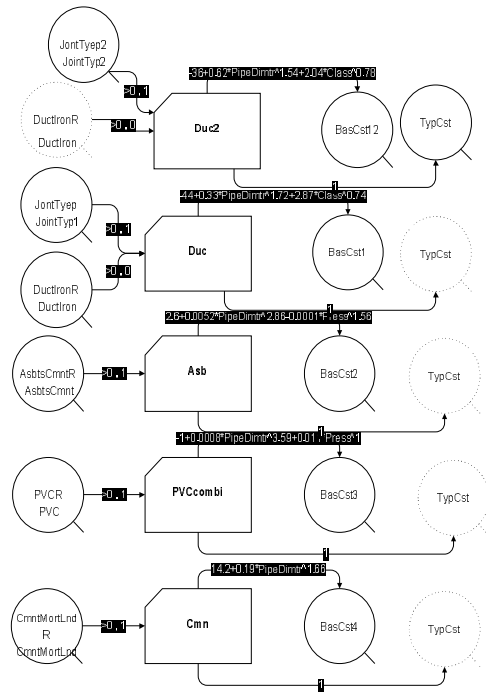 JontTyep2
JointTyp2
>0,1
-36+0.62*PipeDimtr^1.54+2.04*Class^0.78
DuctIronR
DuctIron
>0,0
Duc2
BasCst12
TypCst
1
-44+0.33*PipeDimtr^1.72+2.87*Class^0.74
JontTyep
JointTyp1
>0,1
Duc
BasCst1
TypCst
>0,0
DuctIronR
DuctIron
1
2.6+0.0052*PipeDimtr^2.86-0.0001*Press^1.56
AsbtsCmntR
AsbtsCmnt
>0,1
Asb
BasCst2
TypCst
1
-1+0.0008*PipeDimtr^3.59+0.01*Press^1
PVCR
PVC
>0,1
PVCcombi
BasCst3
TypCst
1
14.2+0.19*PipeDimtr^1.66
CmntMortLnd
R
CmntMortLnd
>0,1
Cmn
BasCst4
TypCst
1